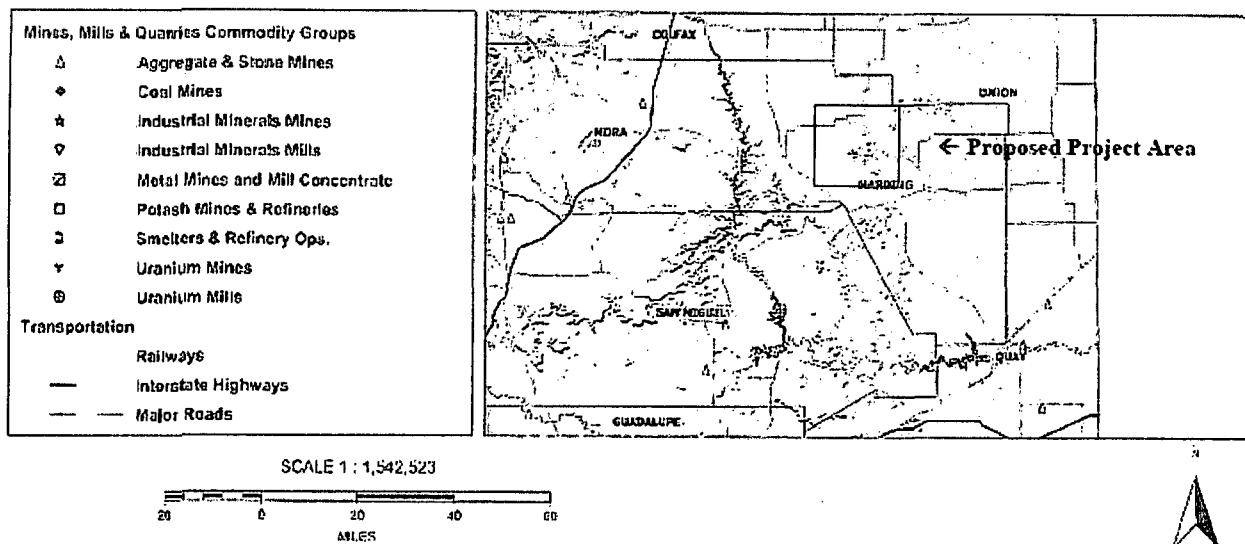 Mines, Mills & Quarries Commodity Groups
Aggregate & Stone Mines
Coal Mines
Industrial Minerals Mines
Industrial Minerals Mills
Metal Mines and Mill Concentrate
Potash Mines & Refineries
Smelters & Refinery Ops.
Uranium Mines
Uranium Mills
Transportation
Railways
Interstate Highways
Major Roads
COLFAX
UNION
MORA
← Proposed Project Area
HARDING
SAN MIGUEL
QUAY
GUADALUPE
SCALE 1 : 1,542,523
20 0 20 40 60
MILES
N